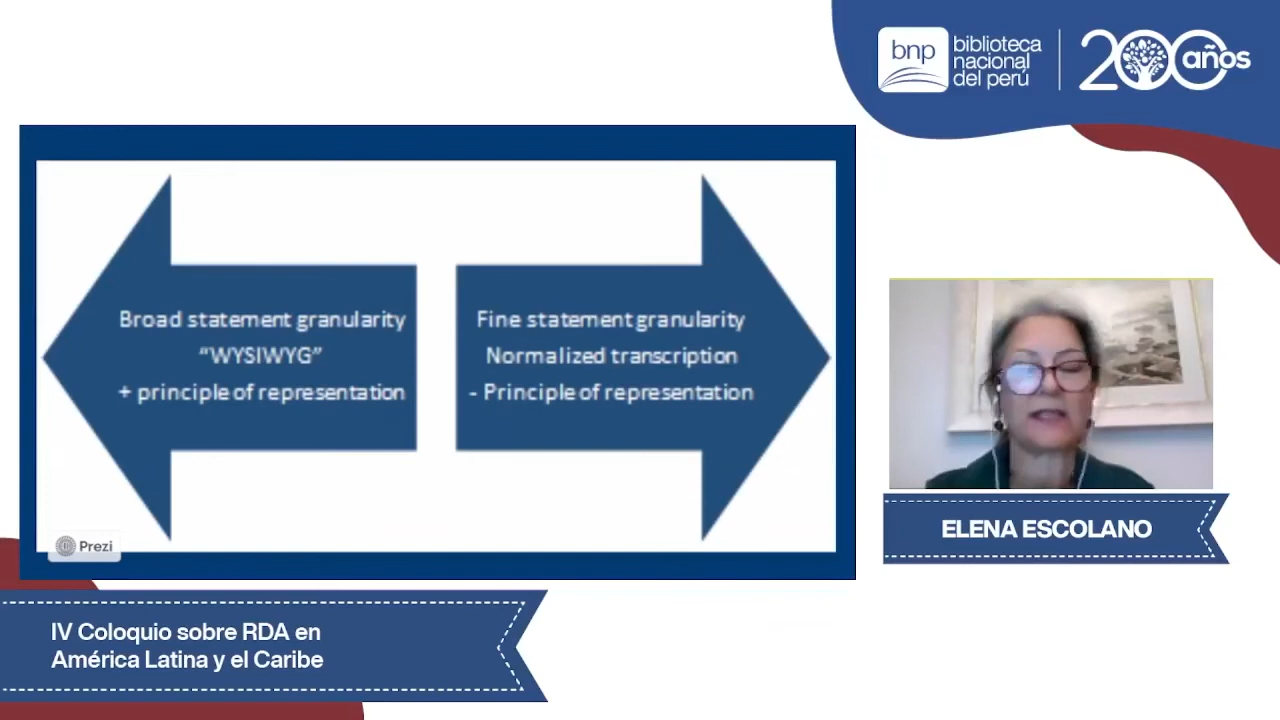 bnp
biblioteca
nacional
del perú
200 años
Broad statement granularity
“WYSIWYG”
+ principle of representation
Fine statement granularity
Normalized transcription
- Principle of representation
Prezi
ELENA ESCOLANO
IV Coloquio sobre RDA en
América Latina y el Caribe